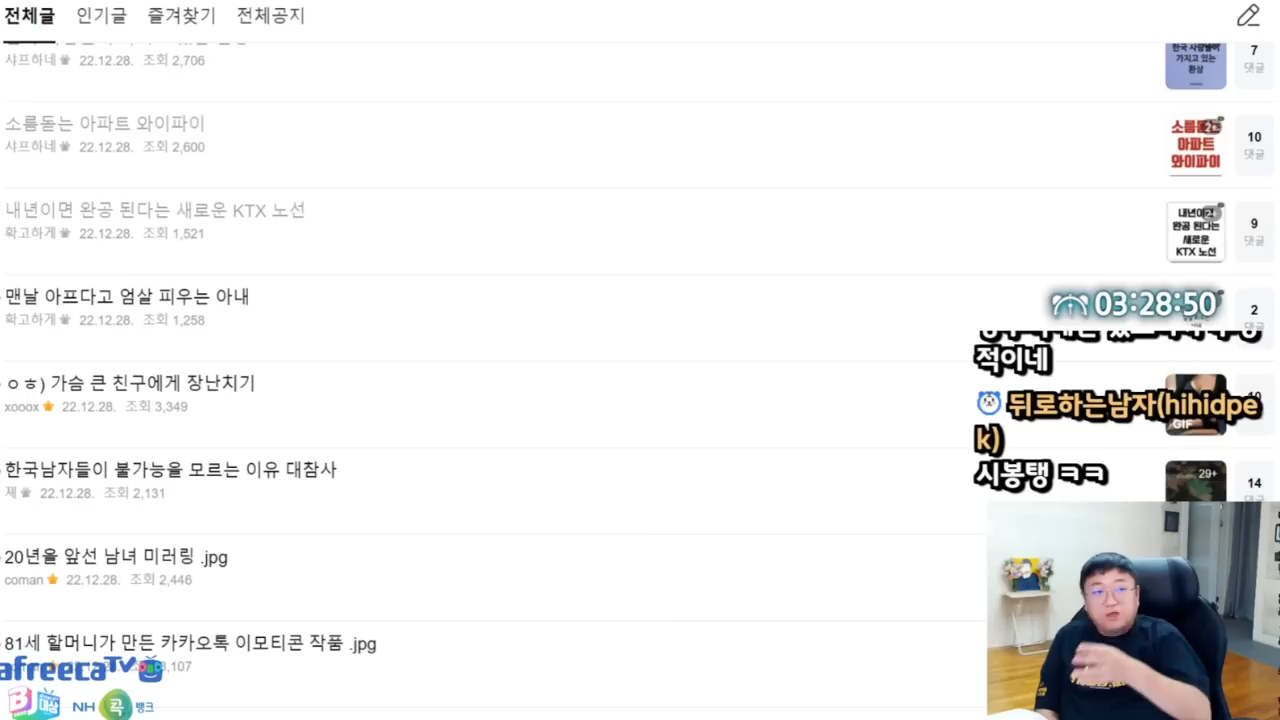 전체글 인기글 즐겨찾기 전체공지
샤프하네 22.12.28. 조회 2,706
한국 사람들이
가지고 있는
환상
7
댓글
소름돋는 아파트 와이파이
샤프하네 22.12.28. 조회 2,600
아파트
와이파이
10
댓글
내년이면 완공 된다는 새로운 KTX 노선
확고하게 22.12.28. 조회 1,521
완공 된다는
새로운
KTX 노선
9
댓글
맨날 아프다고 엄살 피우는 아내
확고하게 22.12.28. 조회 1,258
03:28:50
2
적이네
ㅇㅎ) 가슴 큰 친구에게 장난치기
xooox 22.12.28. 조회 3,349
뒤로하는남자(hihidpe
k)
GIF
시봉탱 ㅋㅋ
한국남자들이 불가능을 모르는 이유 대참사
제 22.12.28. 조회 2,131
29+
14
20년을 앞선 남녀 미러링 .jpg
coman 22.12.28. 조회 2,446
81세 할머니가 만든 카카오톡 이모티콘 작품 .jpg
afreecaTV
NH 콕 뱅크